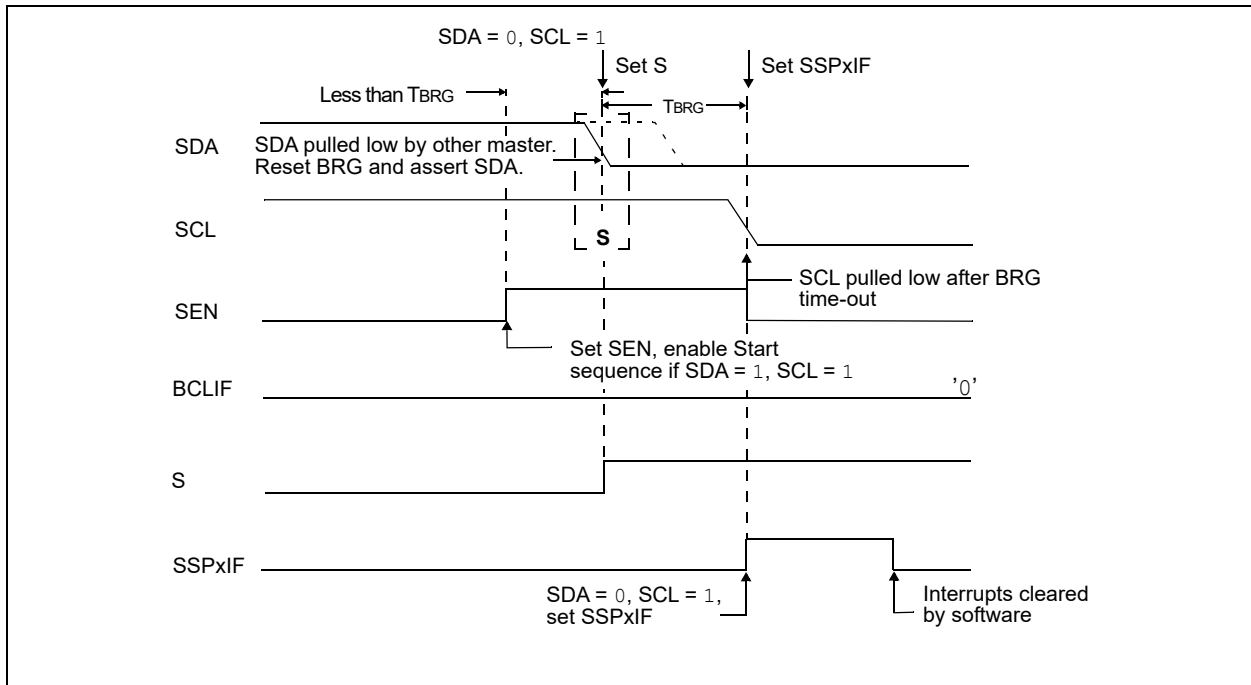 SDA = 0, SCL = 1
Set S
Set SSPxIF
Less than TBRG
TBRG
SDA
SDA pulled low by other master.
Reset BRG and assert SDA.
SCL
S
SCL pulled low after BRG
time-out
SEN
Set SEN, enable Start
sequence if SDA = 1, SCL = 1
BCLIF
'0'
S
SSPxIF
SDA = 0, SCL = 1,
set SSPxIF
Interrupts cleared
by software